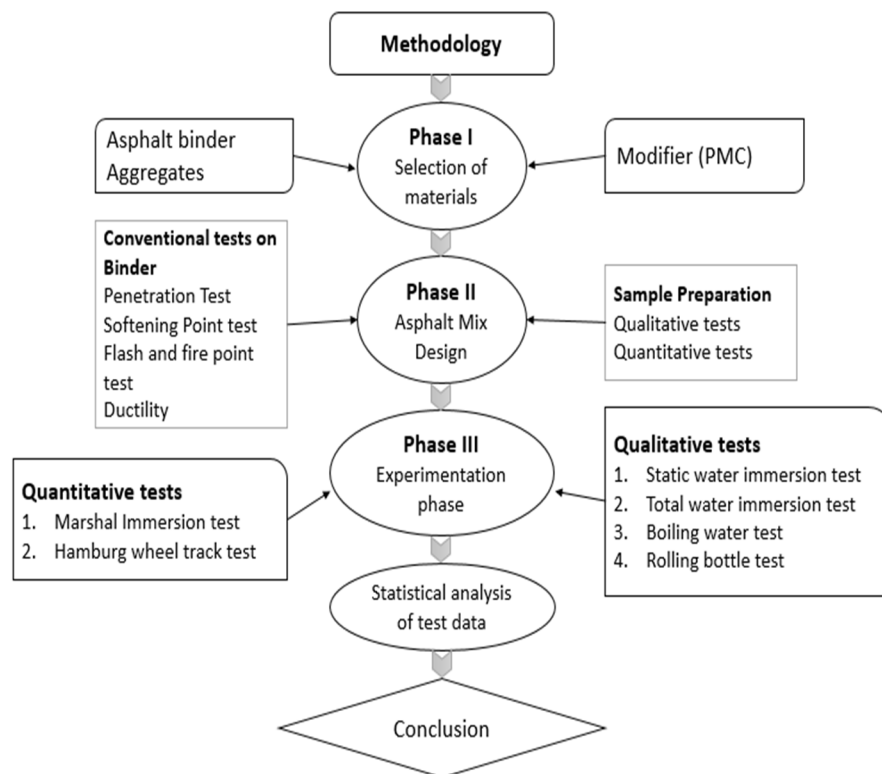 Methodology
Phase I
Selection of
materials
Asphalt binder
Aggregates
Modifier (PMC)
Conventional tests on
Binder
Penetration Test
Softening Point test
Flash and fire point
test
Ductility
Phase II
Asphalt Mix
Design
Sample Preparation
Qualitative tests
Quantitative tests
Phase III
Experimentation
phase
Quantitative tests
1. Marshal Immersion test
2. Hamburg wheel track test
Qualitative tests
1. Static water immersion test
2. Total water immersion test
3. Boiling water test
4. Rolling bottle test
Statistical analysis
of test data
Conclusion